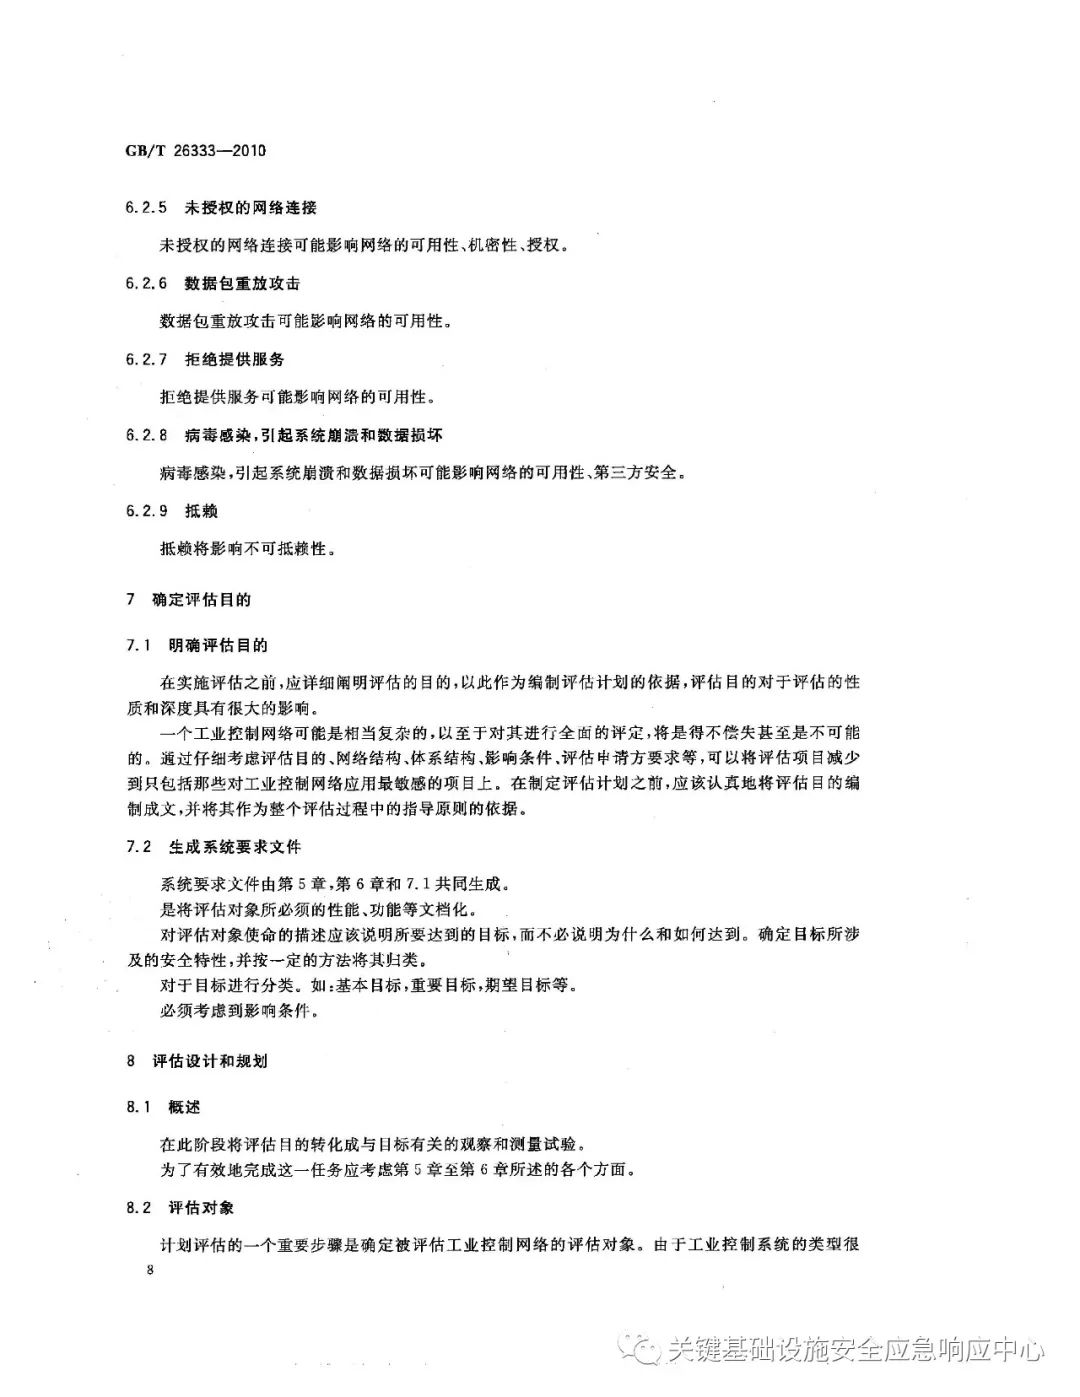 GB/T 26333—2010
6.2.5 未授权的网络连接
未授权的网络连接可能影响网络的可用性、机密性、授权。
6.2.6 数据包重放攻击
数据包重放攻击可能影响网络的可用性。
6.2.7 拒绝提供服务
拒绝提供服务可能影响网络的可用性。
6.2.8 病毒感染,引起系统崩溃和数据损坏
病毒感染,引起系统崩溃和数据损坏可能影响网络的可用性、第三方安全。
6.2.9 抵赖
抵赖将影响不可抵赖性。
7 确定评估目的
7.1 明确评估目的
在实施评估之前,应详细阐明评估的目的,以此作为编制评估计划的依据,评估目的对于评估的性
质和深度具有很大的影响。
一个工业控制网络可能是相当复杂的,以至于对其进行全面的评定,将是得不偿失甚至是不可能
的。通过仔细考虑评估目的、网络结构、体系结构、影响条件、评估申请方要求等,可以将评估项目减少
到只包括那些对工业控制网络应用最敏感的项目上。在制定评估计划之前,应该认真地将评估目的编
制成文,并将其作为整个评估过程中的指导原则的依据。
7.2 生成系统要求文件
系统要求文件由第5章,第6章和7.1共同生成。
是将评估对象所必须的性能、功能等文档化。
对评估对象使命的描述应该说明所要达到的目标,而不必说明为什么和如何达到。确定目标所涉
及的安全特性,并按一定的方法将其归类。
对于目标进行分类。如:基本目标,重要目标,期望目标等。
必须考虑到影响条件。
8 评估设计和规划
8.1 概述
在此阶段将评估目的转化成与目标有关的观察和测量试验。
为了有效地完成这一任务应考虑第5章至第6章所述的各个方面。
8.2 评估对象
计划评估的一个重要步骤是确定被评估工业控制网络的评估对象。由于工业控制系统的类型很
8
关键基础设施安全应急响应中心